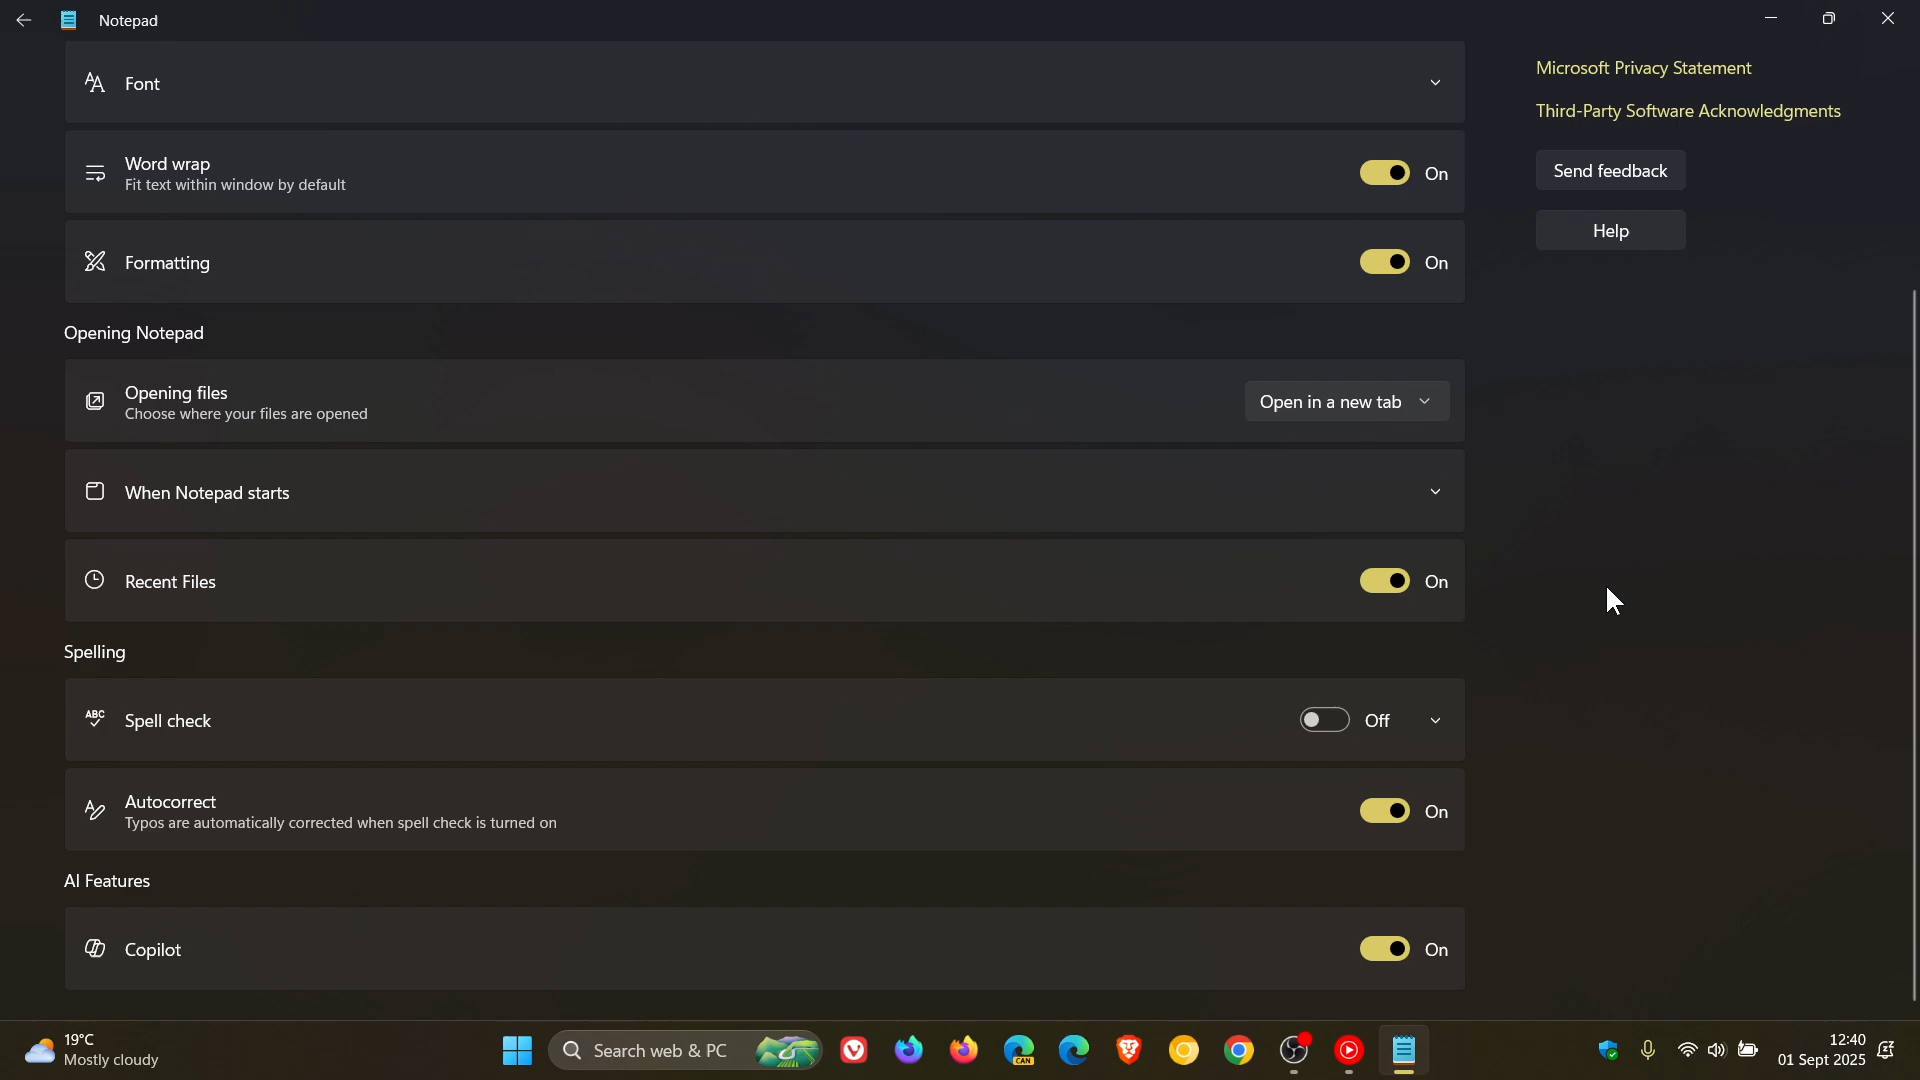 Notepad
Font
Word wrap
Fit text within window by default
On
Formatting
On
Opening Notepad
Opening files
Choose where your files are opened
Open in a new tab
When Notepad starts
Recent Files
On
Spelling
ABC
Spell check
Off
Autocorrect
Typos are automatically corrected when spell check is turned on
On
AI Features
Copilot
On
Microsoft Privacy Statement
Third-Party Software Acknowledgments
Send feedback
Help
19°C
Mostly cloudy
Search web & PC
CAN
12:40
01 Sept 2025